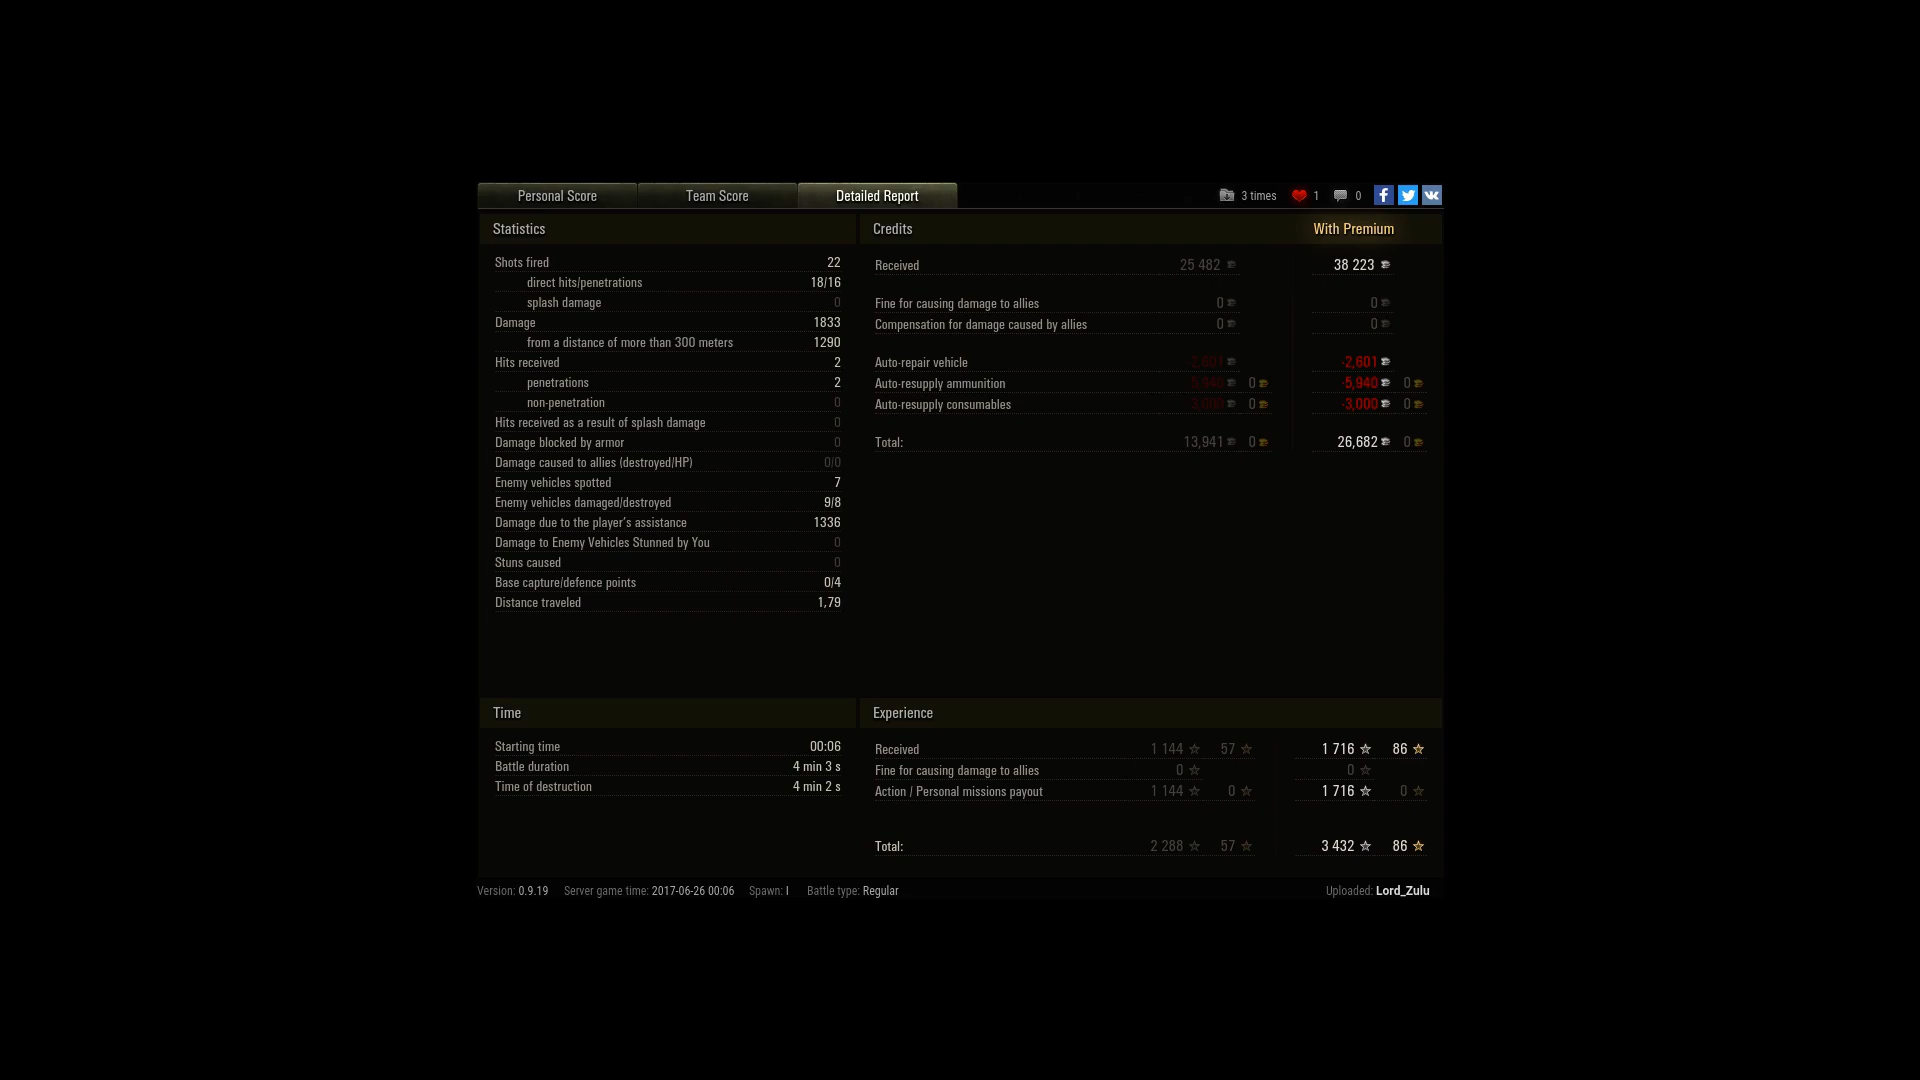 Personal Score Team Score Detailed Report 3 times 1 0
Statistics
Shots fired 22
direct hits/penetrations 18/16
splash damage 0
Damage 1833
from a distance of more than 300 meters 1290
Hits received 2
penetrations 2
non-penetration 0
Hits received as a result of splash damage 0
Damage blocked by armor 0
Damage caused to allies (destroyed/HP) 0/0
Enemy vehicles spotted 7
Enemy vehicles damaged/destroyed 9/8
Damage due to the player's assistance 1336
Damage to Enemy Vehicles Stunned by You 0
Stuns caused 0
Base capture/defence points 0/4
Distance traveled 1,79
Credits With Premium
Received 25 482 38 223
Fine for causing damage to allies 0 0
Compensation for damage caused by allies 0 0
Auto-repair vehicle -2,601 -2,601
Auto-resupply ammunition -5,940 0 -5,940 0
Auto-resupply consumables -3,000 0 -3,000 0
Total: 13,941 0 26,682 0
Time
Starting time 00:06
Battle duration 4 min 3 s
Time of destruction 4 min 2 s
Experience
Received 1 144 57 1 716 86
Fine for causing damage to allies 0 0
Action / Personal missions payout 1 144 0 1 716 0
Total: 2 288 57 3 432 86
Version: 0.9.19 Server game time: 2017-06-26 00:06 Spawn: I Battle type: Regular Uploaded: Lord_Zulu